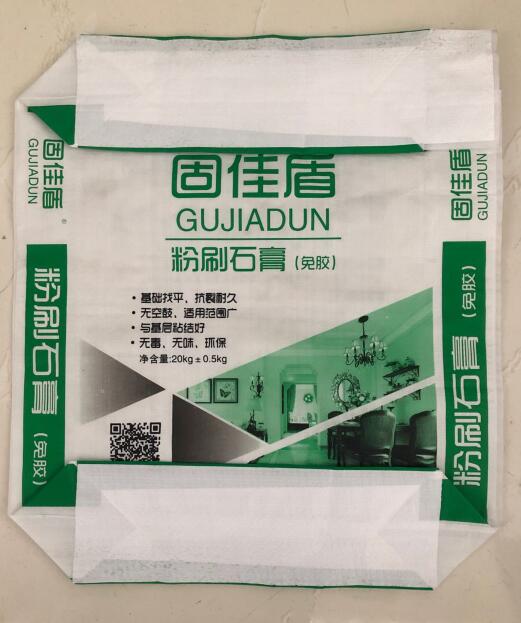 固佳盾
GUJIADUN
粉刷石膏(免胶)
• 基础找平、抗裂耐久
• 无空鼓、适用范围广
• 与基层粘结好
• 无毒、无味、环保
净含量:20kg±0.5kg
固佳盾
GUJIADUN
®
粉刷石膏(免胶)
固佳盾
GUJIADUN
粉刷石膏(免胶)